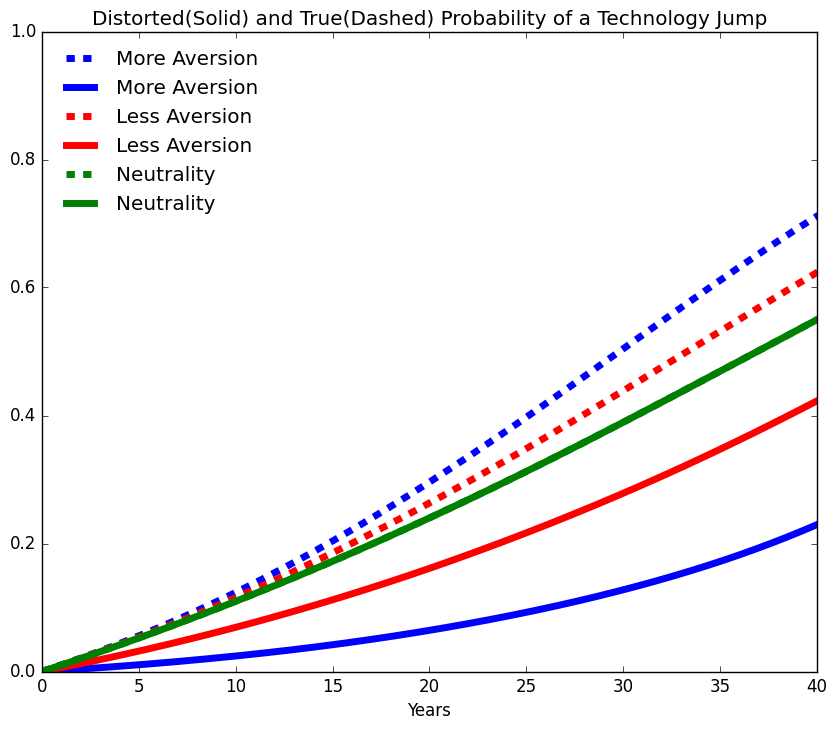 Distorted(Solid) and True(Dashed) Probability of a Technology Jump
1.0
More Aversion
More Aversion
Less Aversion
Less Aversion
Neutrality
Neutrality
0.8
0.6
0.4
0.2
0.0
0 5 10 15 20 25 30 35 40
Years